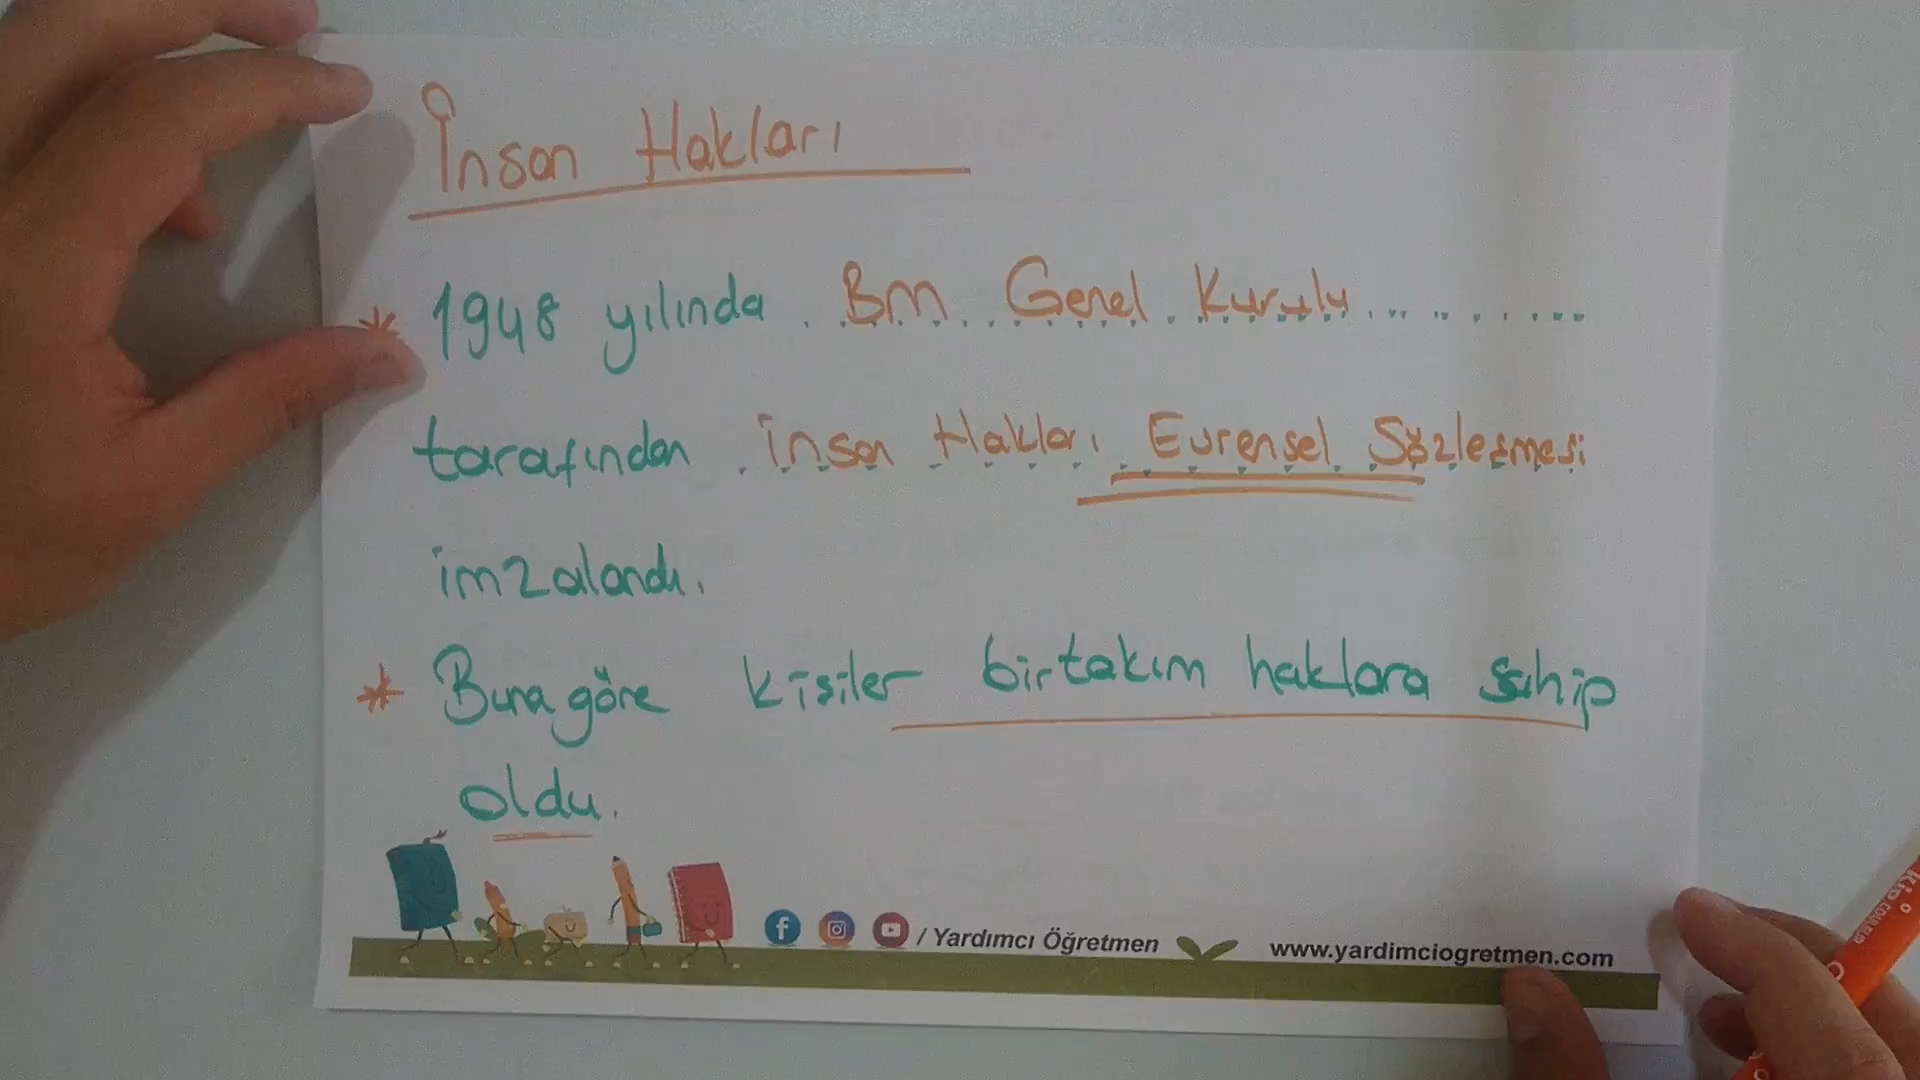 İnsan Hakları
* 1948 yılında BM Genel Kurulu
tarafından İnsan Hakları Evrensel Sözleşmesi
imzalandı.
* Buna göre kişiler birtakım haklara sahip
oldu.
/ Yardımcı Öğretmen www.yardimciogretmen.com